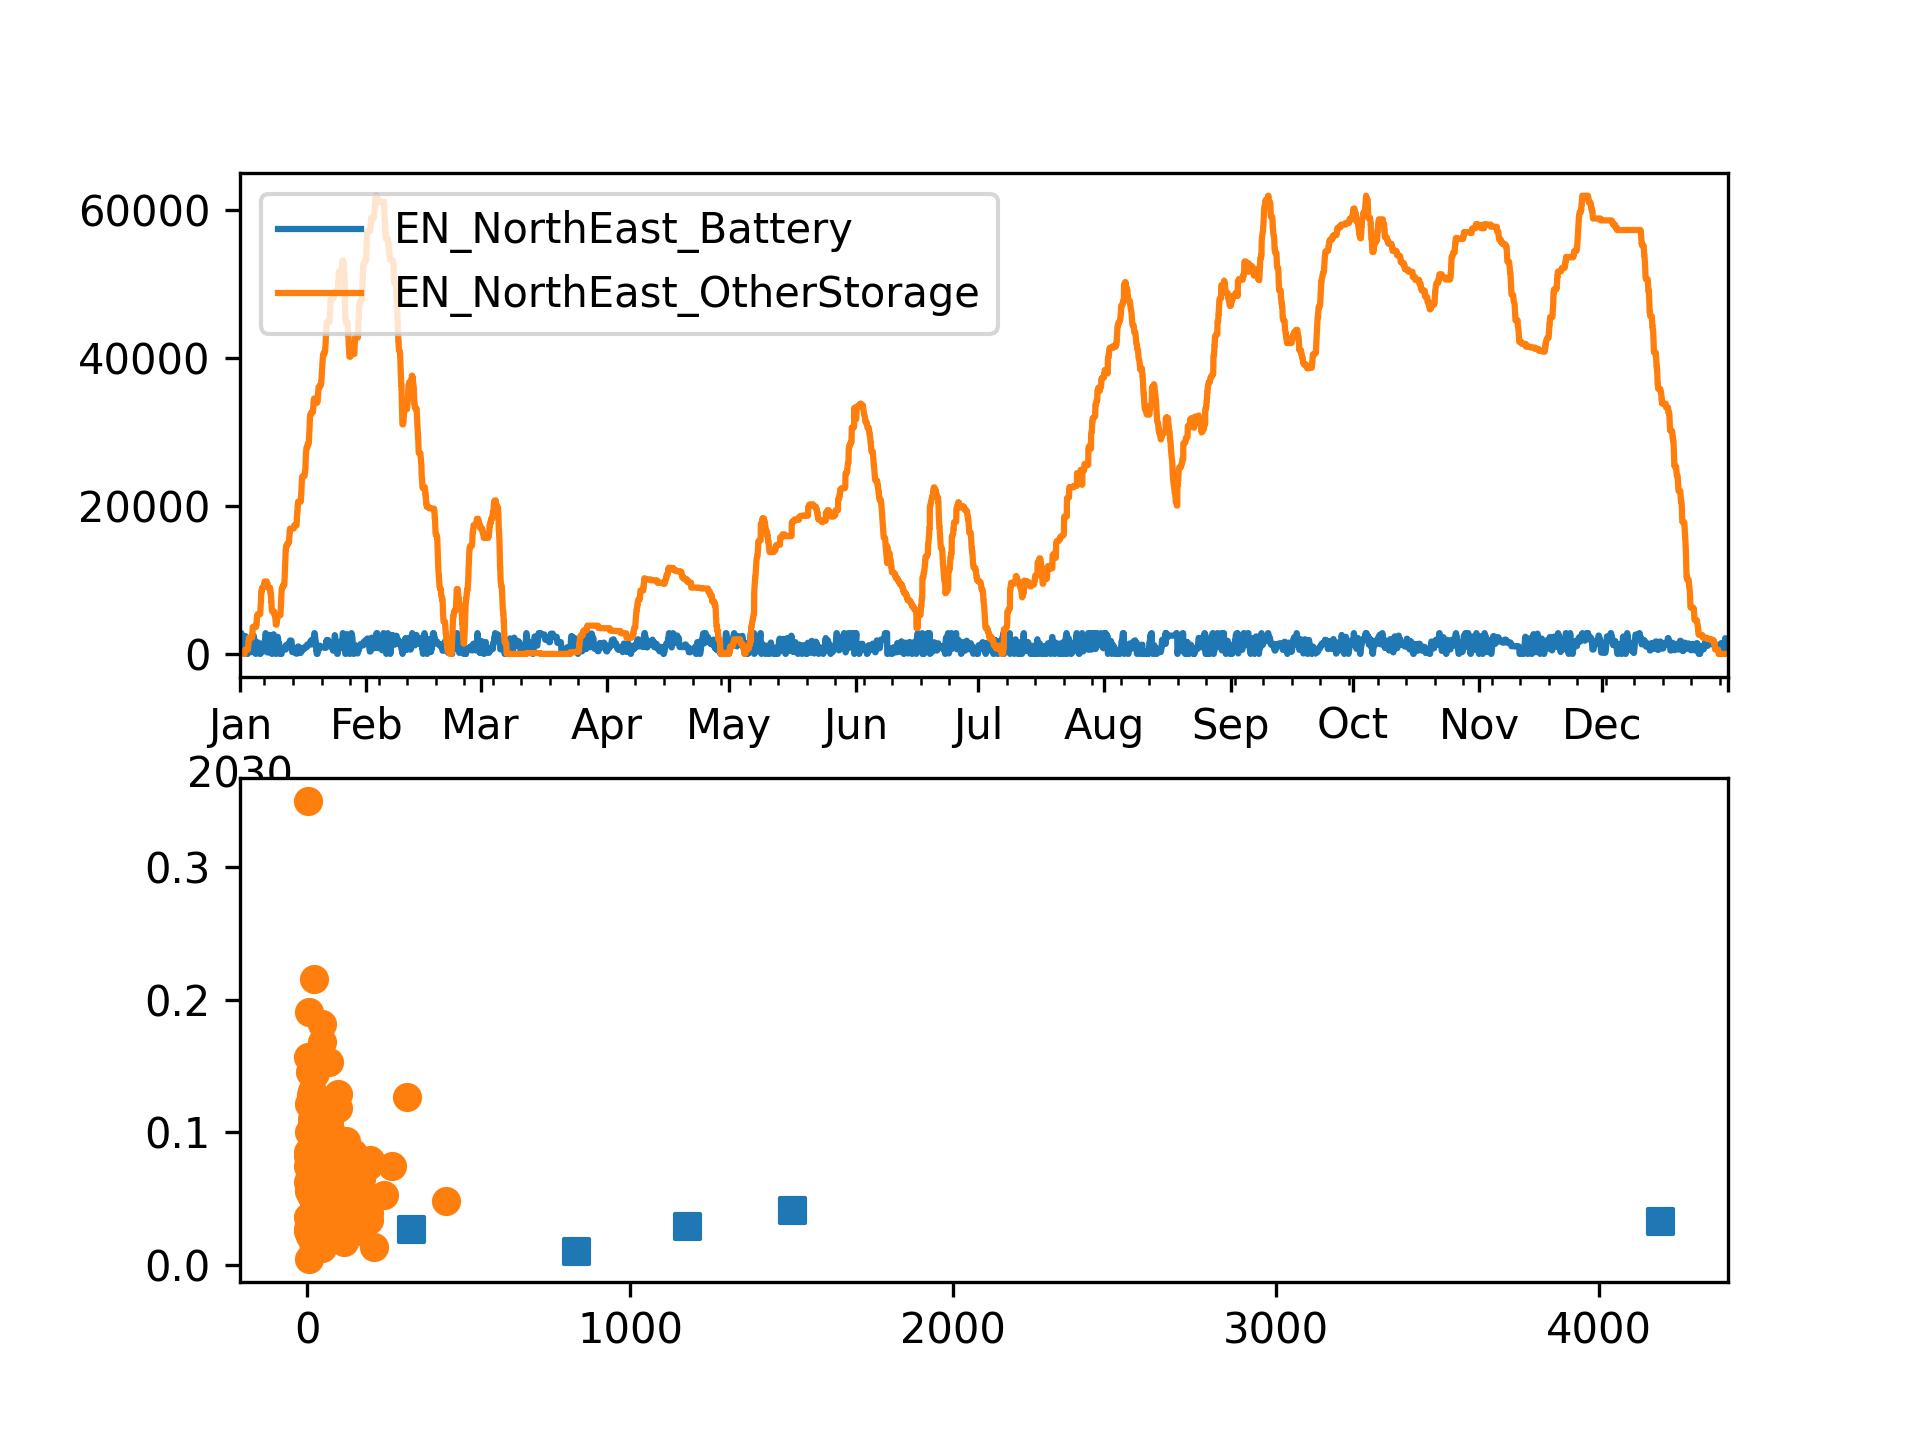 EN_NorthEast_Battery
EN_NorthEast_OtherStorage
60000
40000
20000
0
Jan Feb Mar Apr May Jun Jul Aug Sep Oct Nov Dec
2030
0.3
0.2
0.1
0.0
0 1000 2000 3000 4000